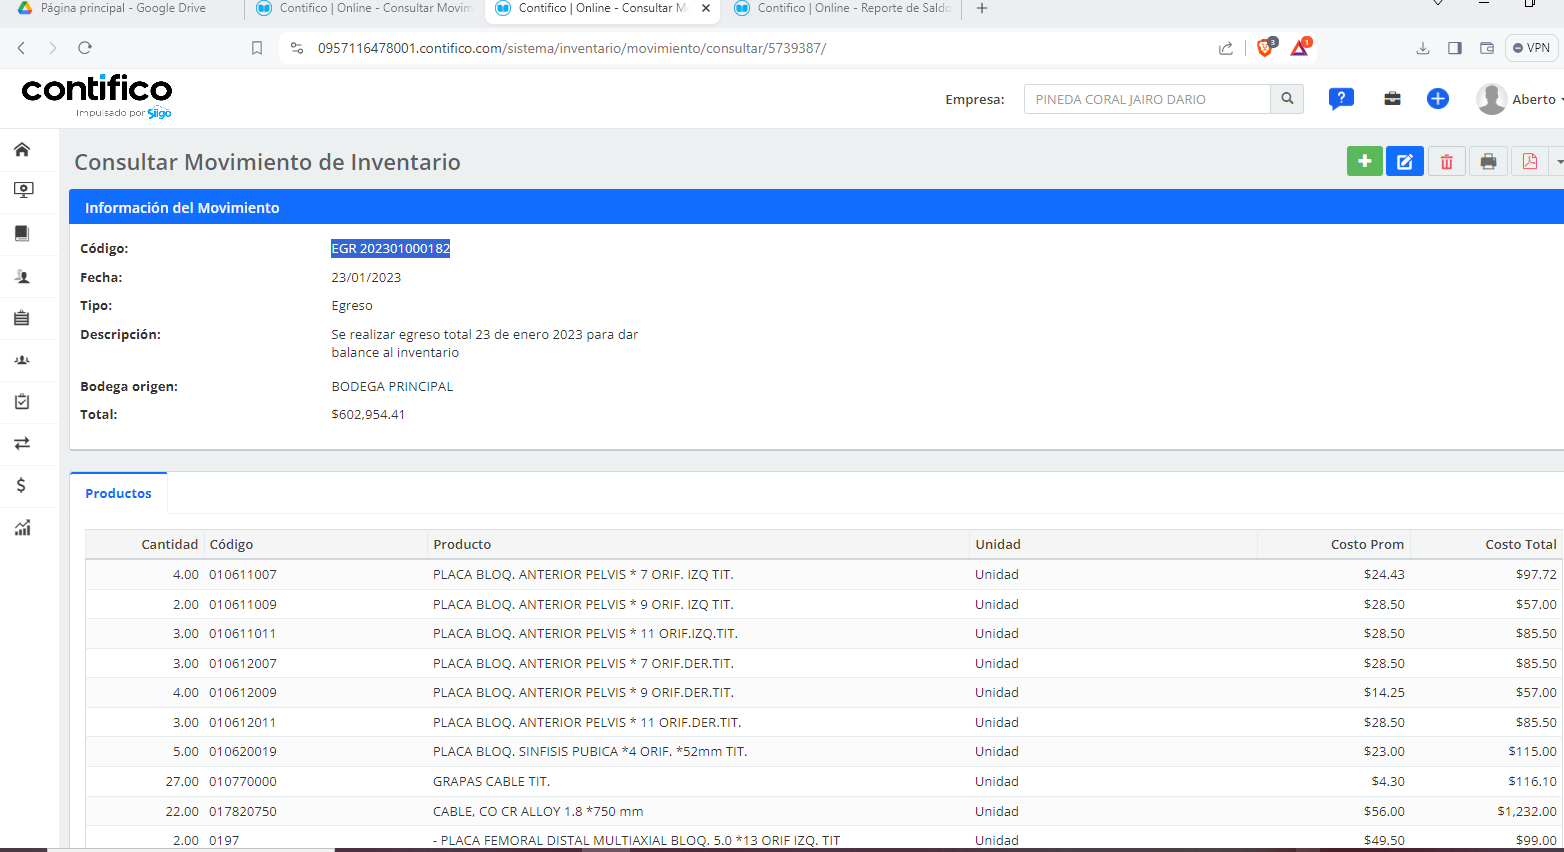 Página principal - Google Drive
Contifico | Online - Consultar Movim
Contifico | Online - Consultar M
Contifico | Online - Reporte de Saldo
0957116478001.contifico.com/sistema/inventario/movimiento/consultar/5739387/
3
1
VPN
contifico
Impulsado por Siigo
Empresa:
PINEDA CORAL JAIRO DARIO
Aberto
Consultar Movimiento de Inventario
Información del Movimiento
Código: EGR 202301000182
Fecha: 23/01/2023
Tipo: Egreso
Descripción: Se realizar egreso total 23 de enero 2023 para dar
balance al inventario
Bodega origen: BODEGA PRINCIPAL
Total: $602,954.41
Productos
Cantidad Código Producto Unidad Costo Prom Costo Total
4.00 010611007 PLACA BLOQ. ANTERIOR PELVIS * 7 ORIF. IZQ TIT. Unidad $24.43 $97.72
2.00 010611009 PLACA BLOQ. ANTERIOR PELVIS * 9 ORIF. IZQ TIT. Unidad $28.50 $57.00
3.00 010611011 PLACA BLOQ. ANTERIOR PELVIS * 11 ORIF.IZQ.TIT. Unidad $28.50 $85.50
3.00 010612007 PLACA BLOQ. ANTERIOR PELVIS * 7 ORIF.DER.TIT. Unidad $28.50 $85.50
4.00 010612009 PLACA BLOQ. ANTERIOR PELVIS * 9 ORIF.DER.TIT. Unidad $14.25 $57.00
3.00 010612011 PLACA BLOQ. ANTERIOR PELVIS * 11 ORIF.DER.TIT. Unidad $28.50 $85.50
5.00 010620019 PLACA BLOQ. SINFISIS PUBICA *4 ORIF. *52mm TIT. Unidad $23.00 $115.00
27.00 010770000 GRAPAS CABLE TIT. Unidad $4.30 $116.10
22.00 017820750 CABLE, CO CR ALLOY 1.8 *750 mm Unidad $56.00 $1,232.00
2.00 0197 - PLACA FEMORAL DISTAL MULTIAXIAL BLOQ. 5.0 *13 ORIF IZQ. TIT Unidad $49.50 $99.00